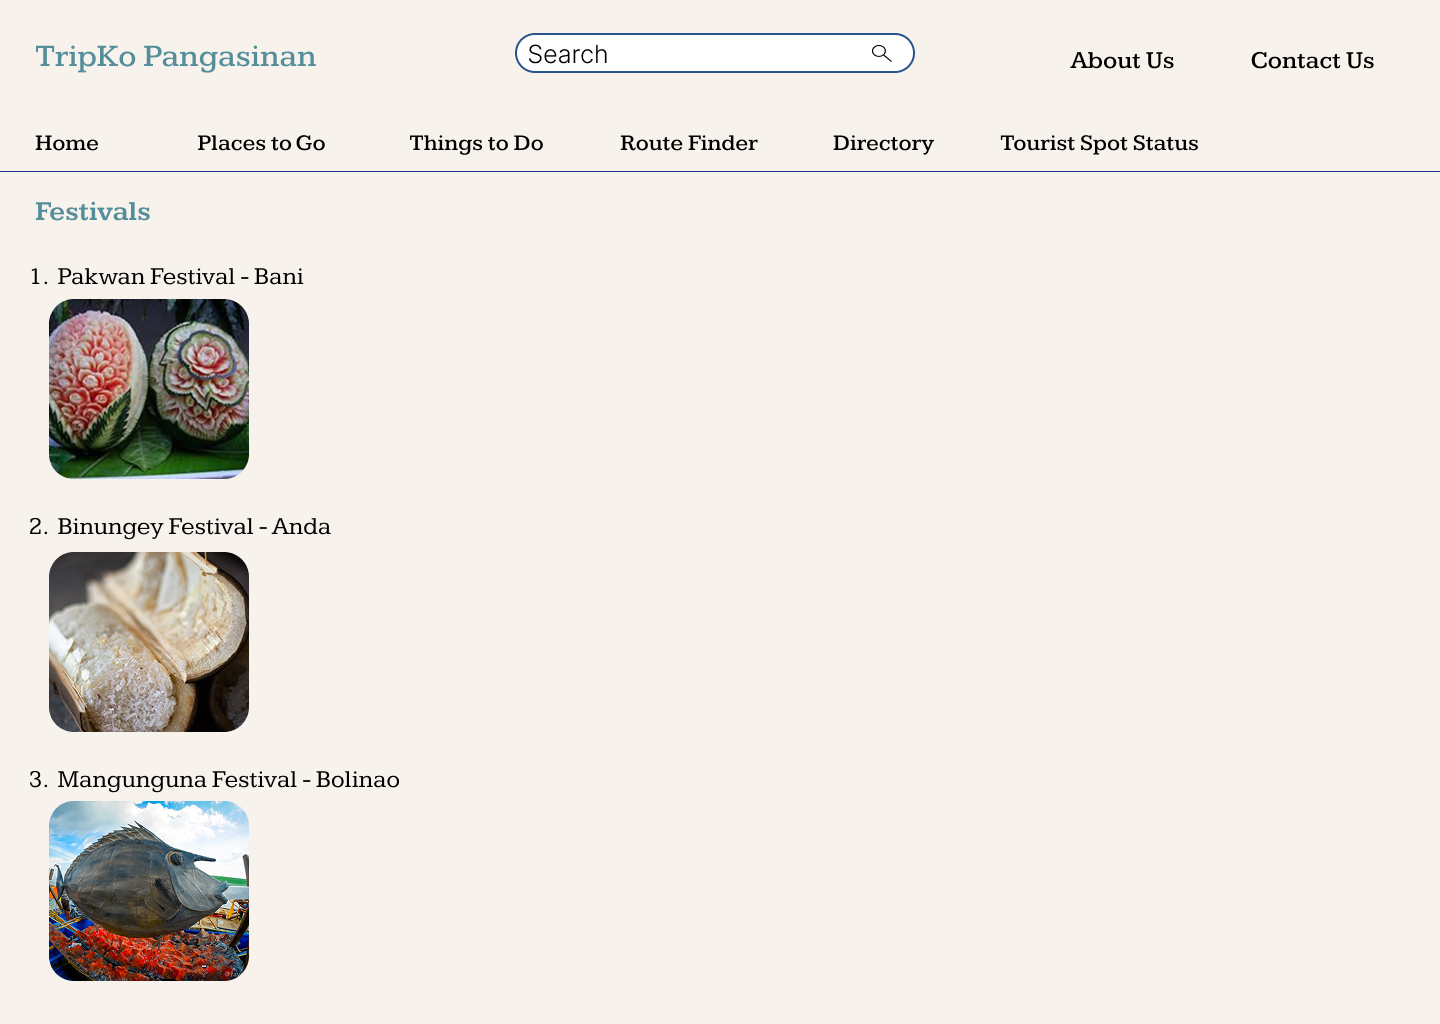 TripKo Pangasinan
Search
About Us
Contact Us
Home
Places to Go
Things to Do
Route Finder
Directory
Tourist Spot Status
Festivals
1. Pakwan Festival - Bani
2. Binungey Festival - Anda
3. Mangunguna Festival - Bolinao